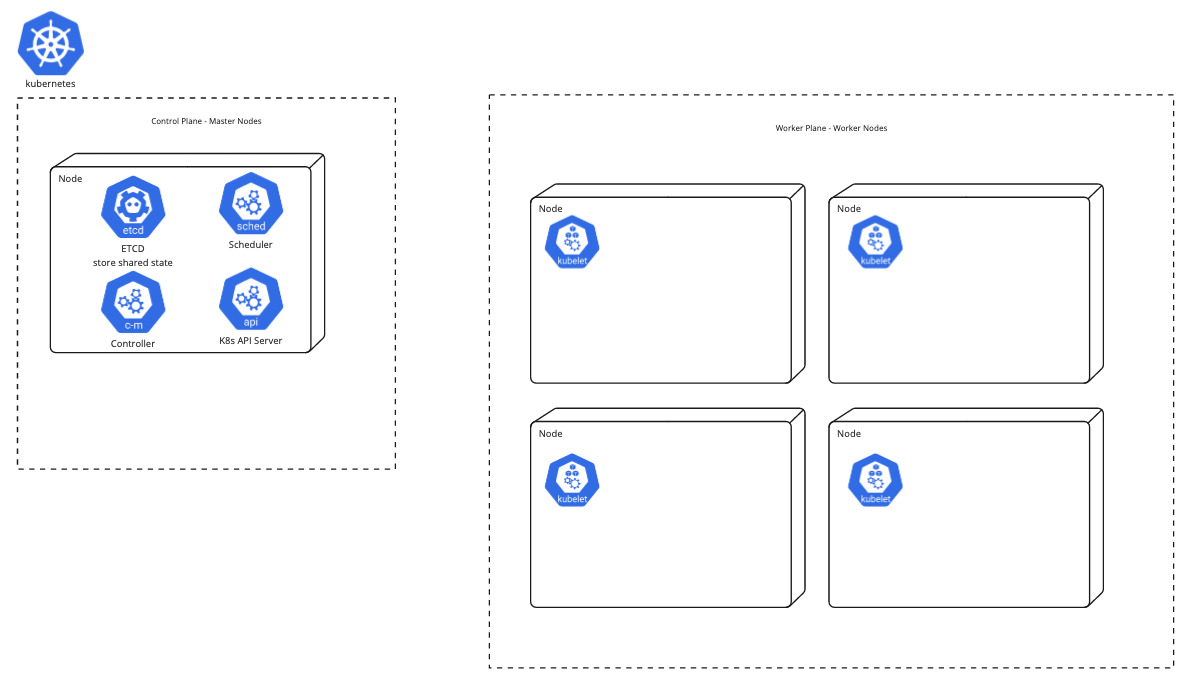 kubernetes
Control Plane - Master Nodes
Node
etcd
ETCD
store shared state
sched
Scheduler
c-m
Controller
api
K8s API Server
Worker Plane - Worker Nodes
Node
kubelet
Node
kubelet
Node
kubelet
Node
kubelet